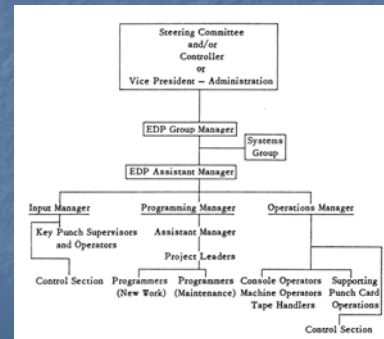 Steering Committee
and/or
Controller
or
Vice President – Administration
EDP Group Manager
Systems
Group
EDP Assistant Manager
Input Manager
Programming Manager
Operations Manager
Key Punch Supervisors
and Operators
Assistant Manager
Project Leaders
Control Section
Programmers
(New Work)
Programmers
(Maintenance)
Console Operators
Machine Operators
Tape Handlers
Supporting
Punch Card
Operations
Control Section